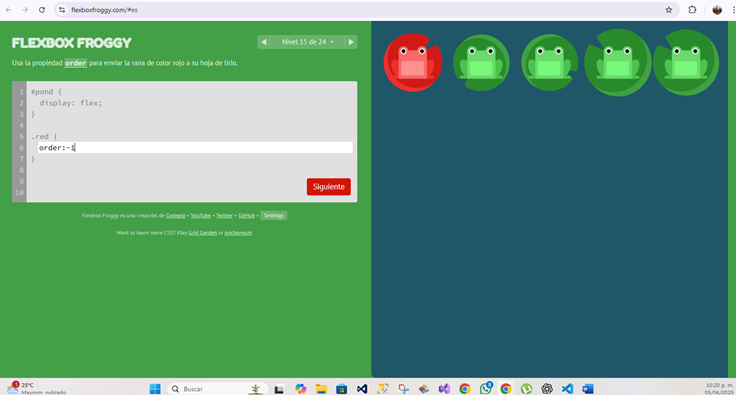 flexboxfroggy.com/#es
FLEXBOX FROGGY
Nivel 15 de 24
Usa la propiedad order para enviar la rana de color rojo a su hoja de lirio.
1 #pond {
2 display: flex;
3 }
4
5 .red {
6 order:-1
7 }
8
9
10
Siguiente
Flexbox Froggy es una creación de Codepip • YouTube • Twitter • GitHub • Settings
Want to learn more CSS? Play Grid Garden or Anchoreum.
1
25°C
Mayorm. nublado
Buscar
10:20 p. m.
05/06/2025